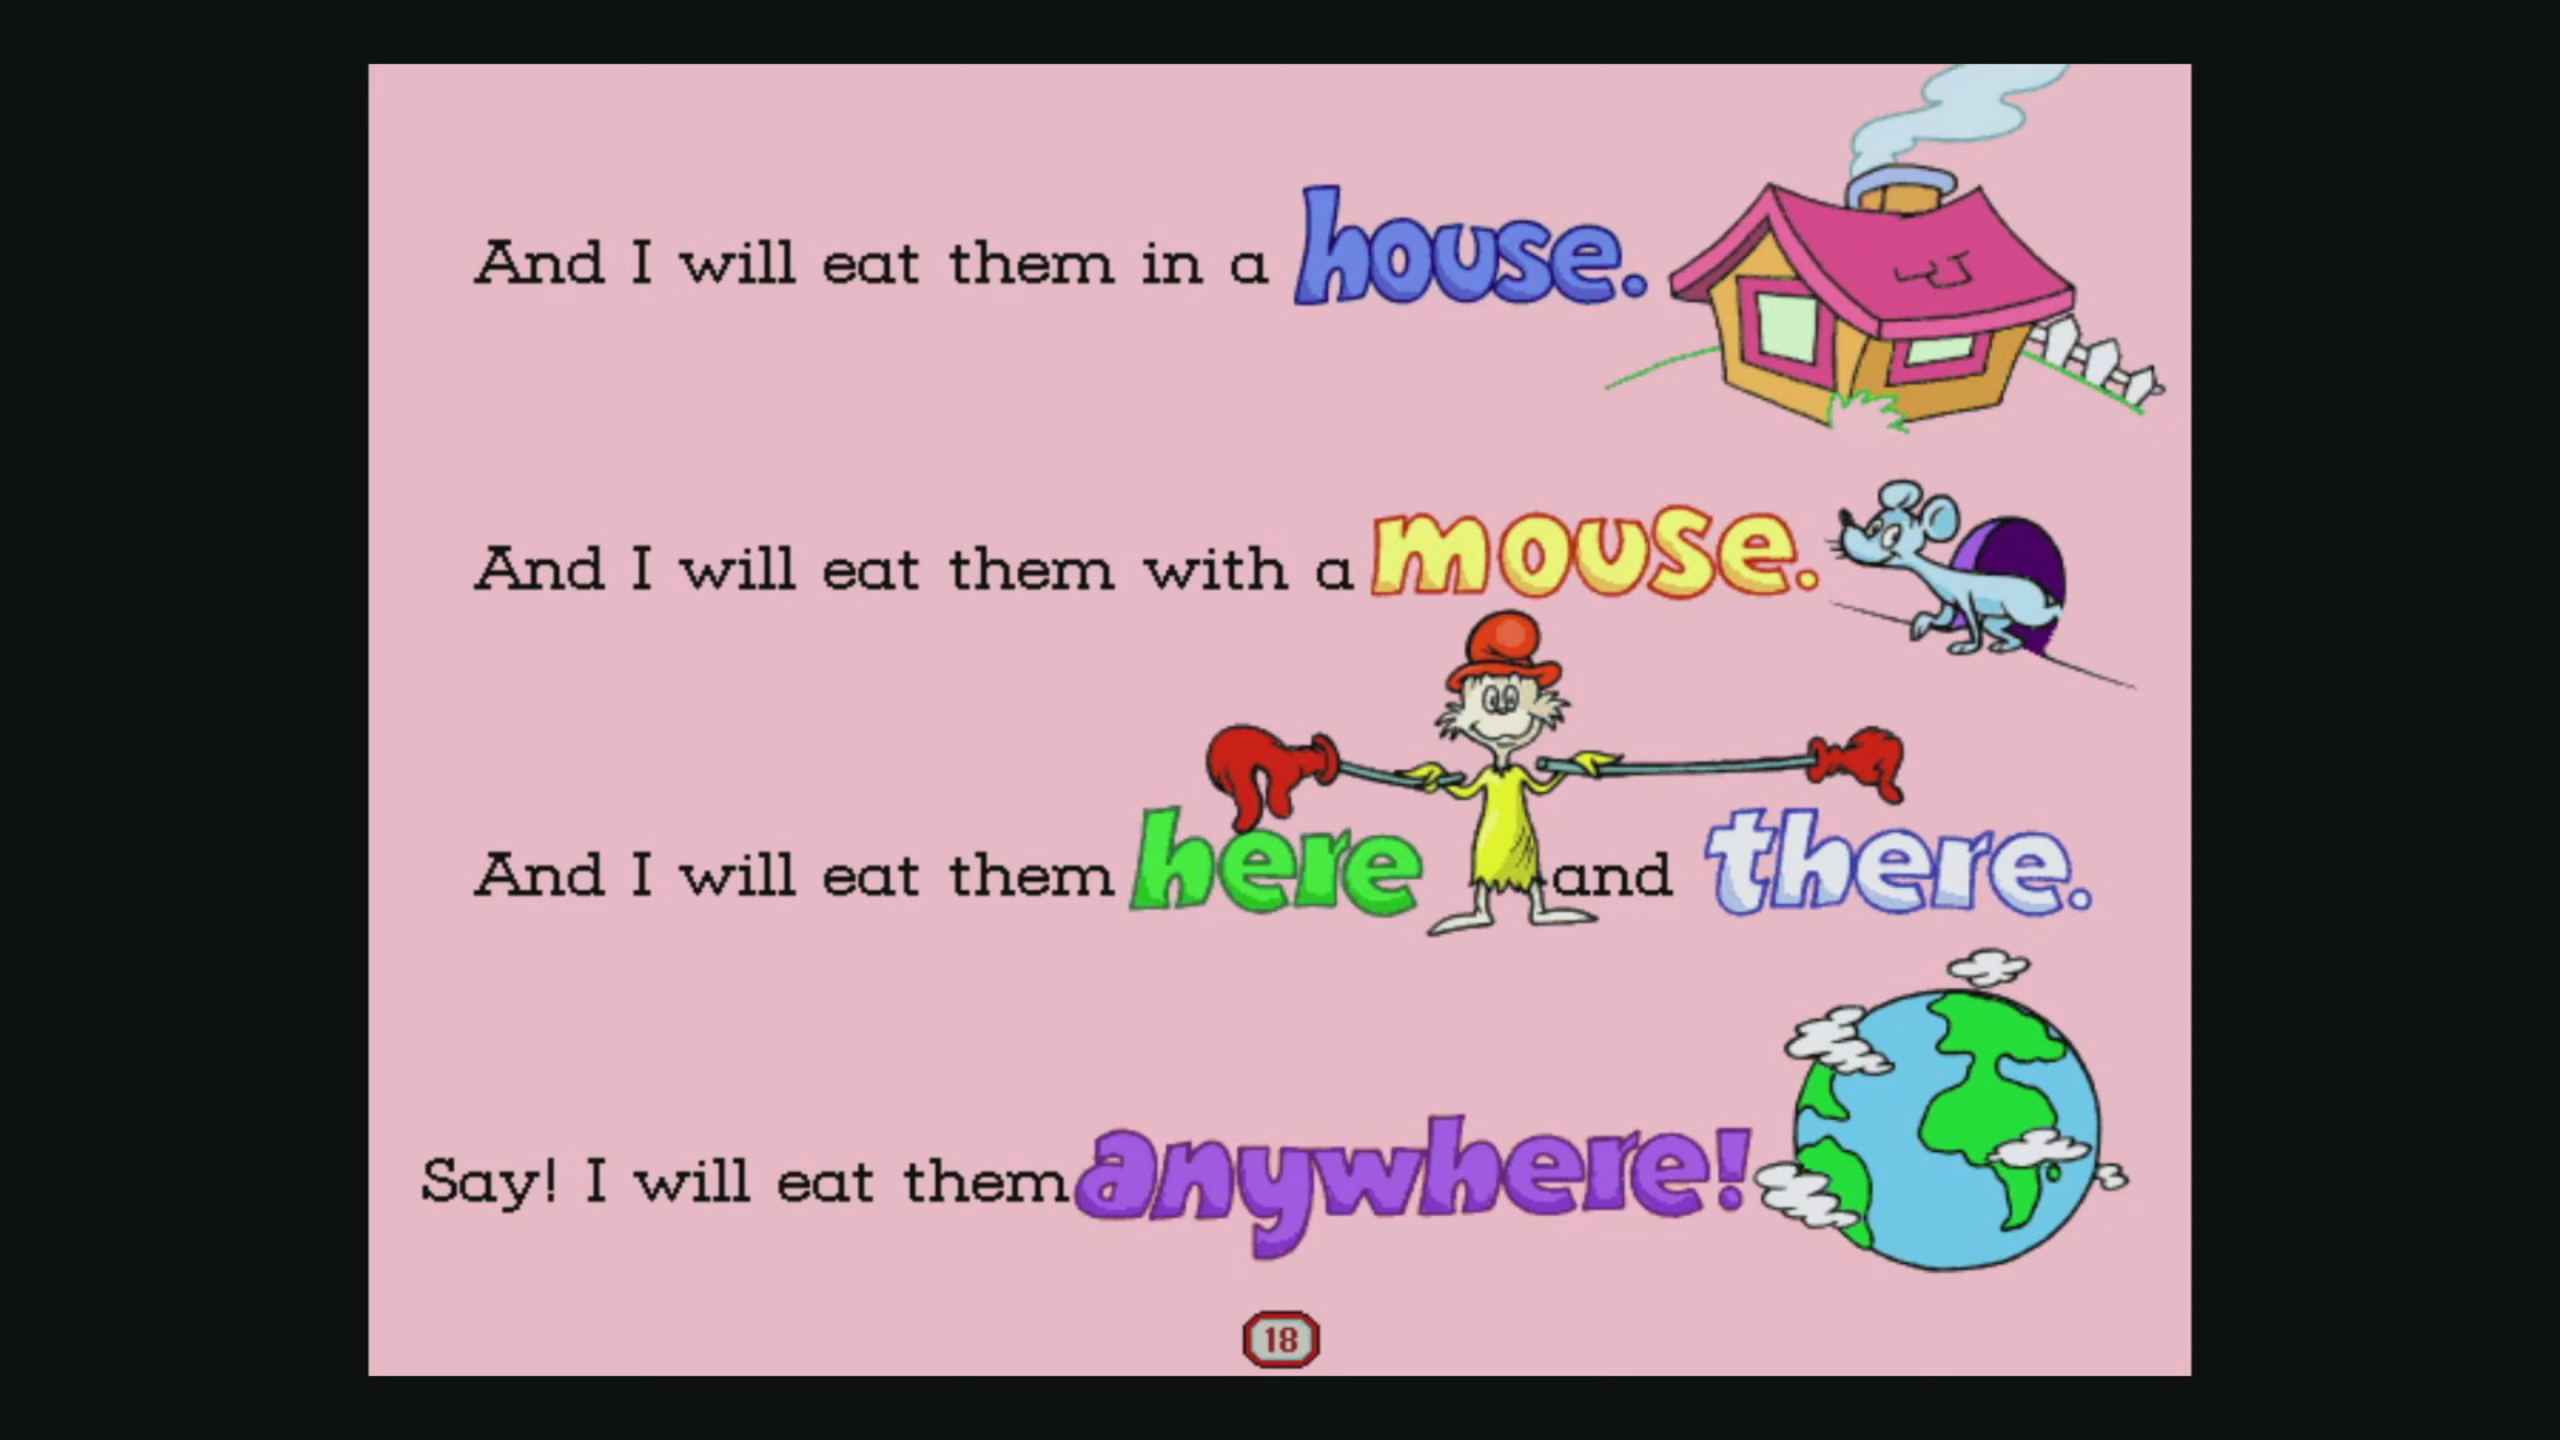 And I will eat them in a house.
And I will eat them with a mouse.
And I will eat them here and there.
Say! I will eat them anywhere!
18